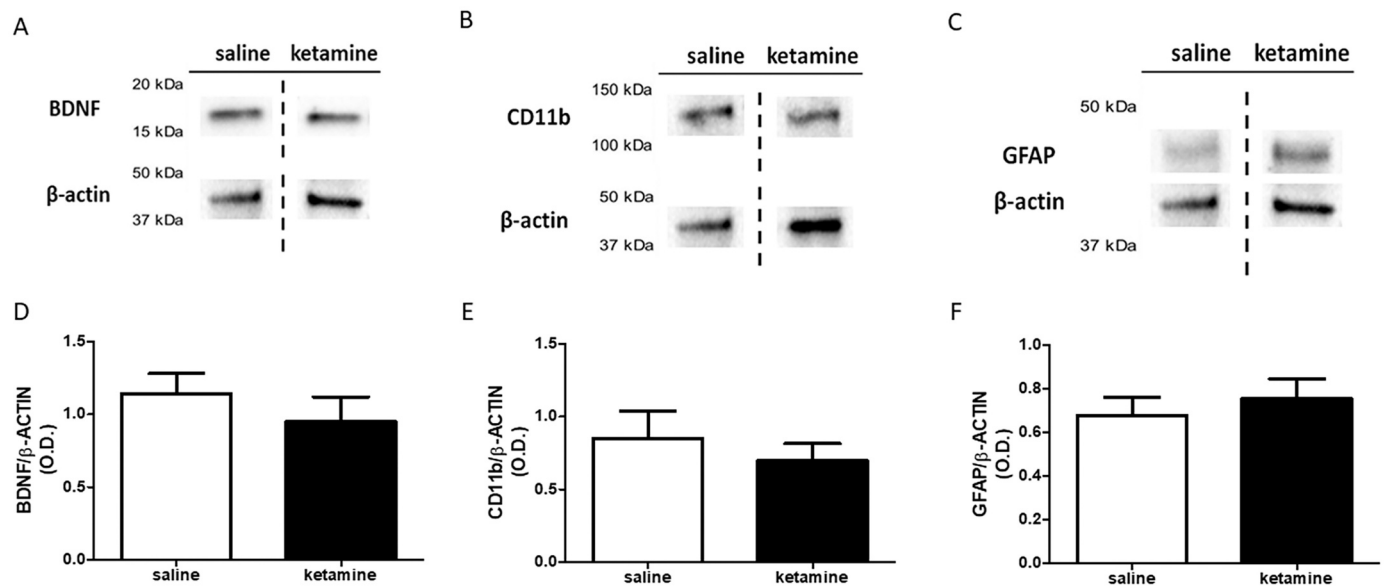 A
saline ketamine
20 kDa
BDNF
15 kDa
50 kDa
β-actin
37 kDa
B
saline ketamine
150 kDa
CD11b
100 kDa
50 kDa
β-actin
37 kDa
C
saline ketamine
50 kDa
GFAP
β-actin
37 kDa
D
BDNF/β-ACTIN
(O.D.)
1.5
1.0
0.5
0.0
saline ketamine
E
CD11b/β-ACTIN
(O.D.)
1.5
1.0
0.5
0.0
saline ketamine
F
GFAP/β-ACTIN
(O.D.)
1.0
0.8
0.6
0.4
0.2
0.0
saline ketamine